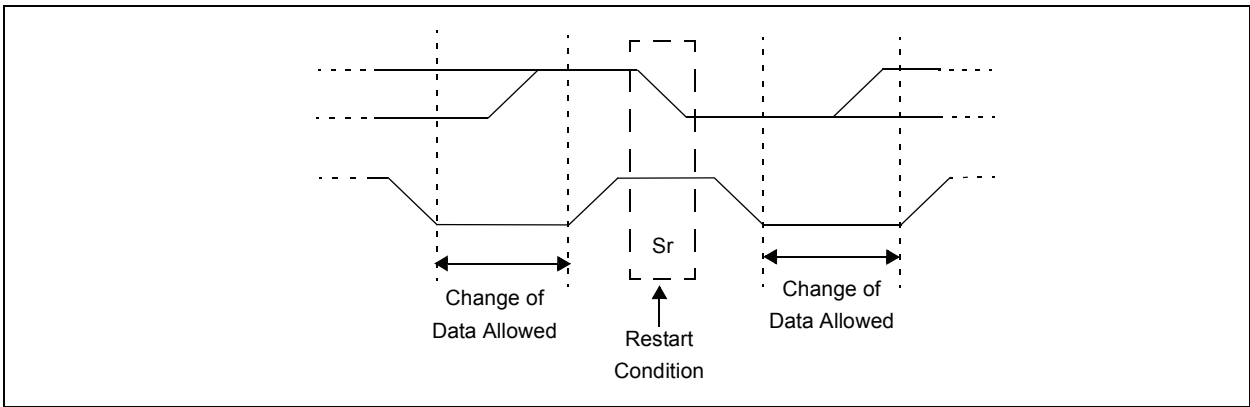 Sr
Change of
Data Allowed
Restart
Condition
Change of
Data Allowed